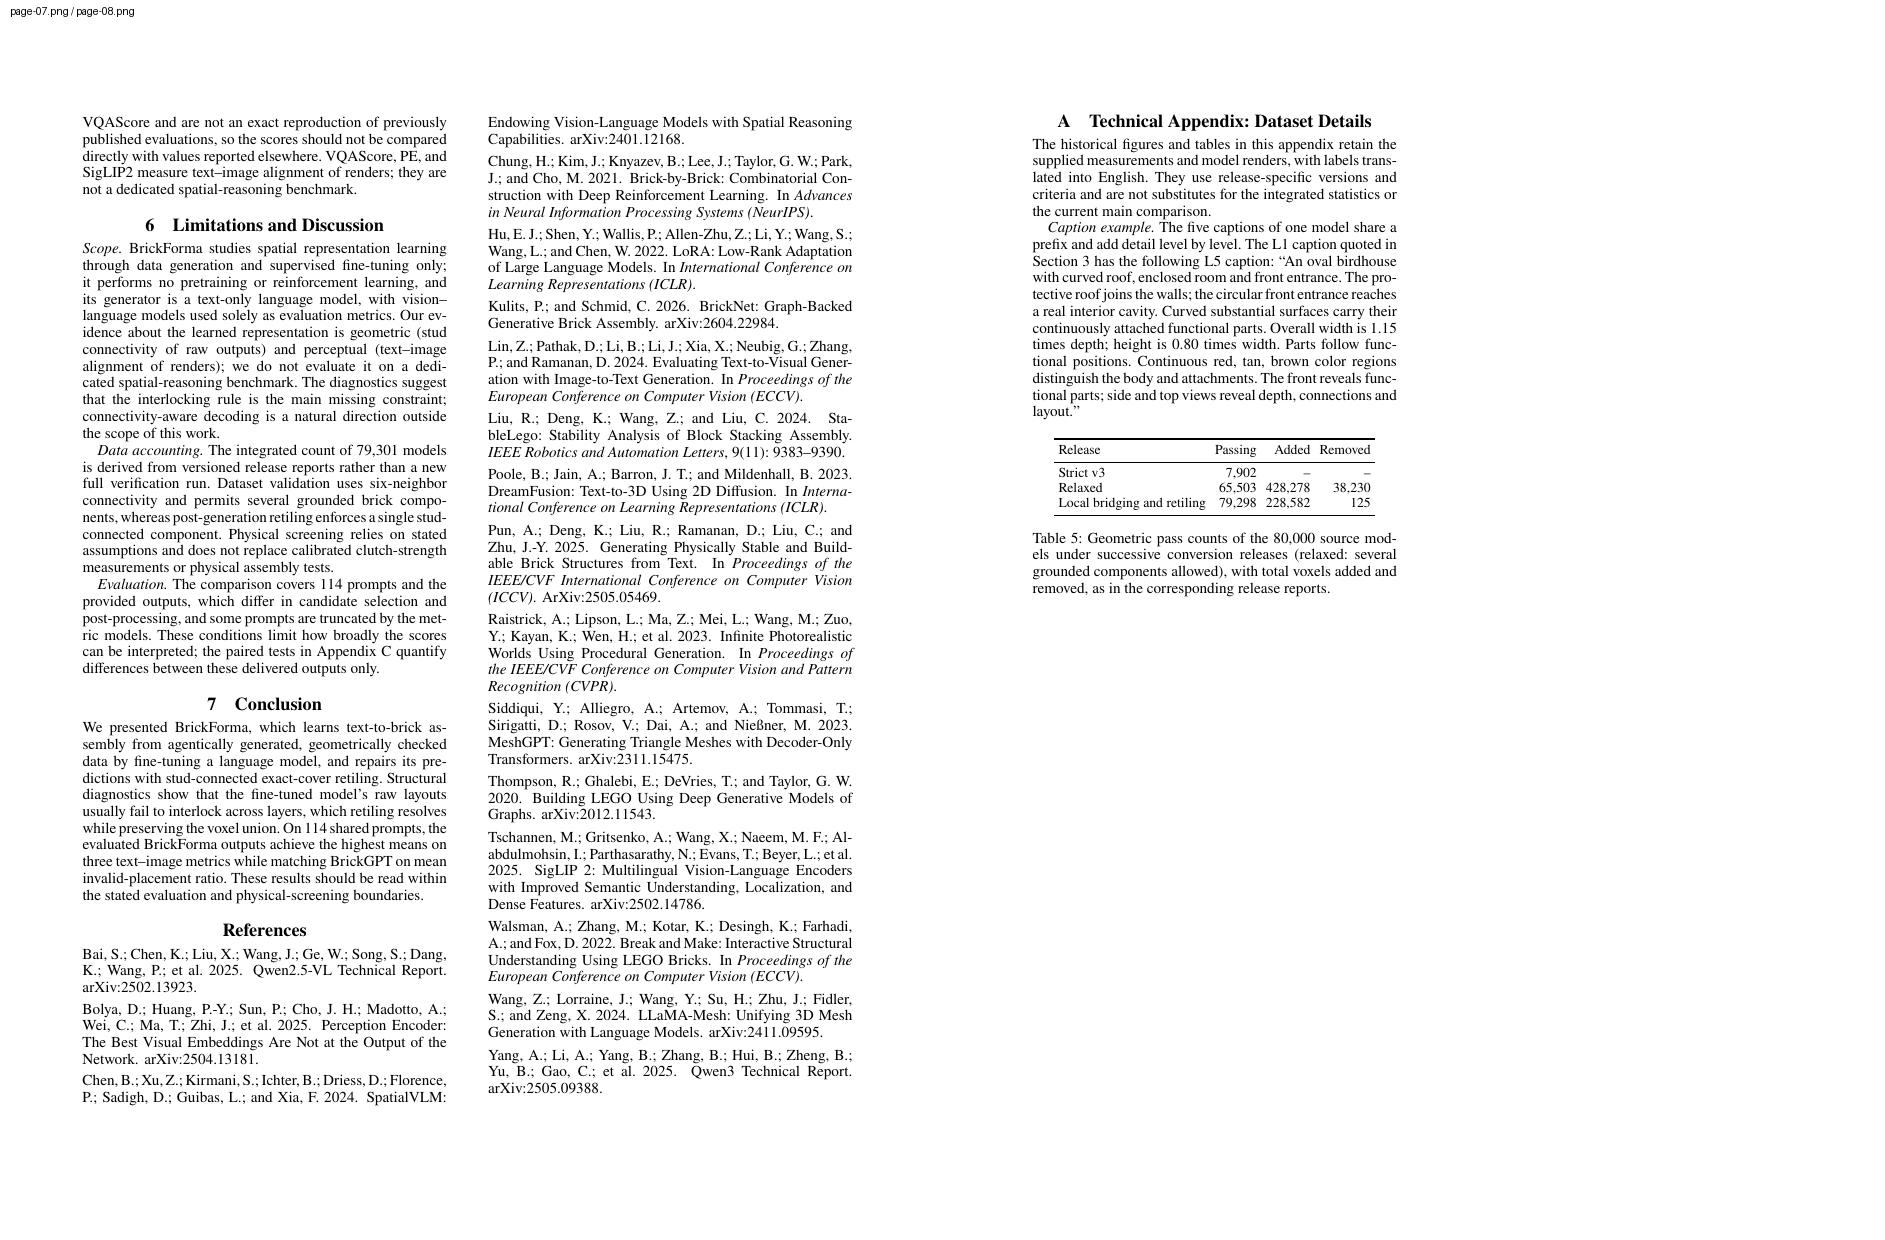 page-07.png / page-08.png
VQAScore and are not an exact reproduction of previously
published evaluations, so the scores should not be compared
directly with values reported elsewhere. VQAScore, PE, and
SigLIP2 measure text–image alignment of renders; they are
not a dedicated spatial-reasoning benchmark.
6 Limitations and Discussion
Scope. BrickForma studies spatial representation learning
through data generation and supervised fine-tuning only;
it performs no pretraining or reinforcement learning, and
its generator is a text-only language model, with vision–
language models used solely as evaluation metrics. Our ev-
idence about the learned representation is geometric (stud
connectivity of raw outputs) and perceptual (text–image
alignment of renders); we do not evaluate it on a dedi-
cated spatial-reasoning benchmark. The diagnostics suggest
that the interlocking rule is the main missing constraint;
connectivity-aware decoding is a natural direction outside
the scope of this work.
Data accounting. The integrated count of 79,301 models
is derived from versioned release reports rather than a new
full verification run. Dataset validation uses six-neighbor
connectivity and permits several grounded brick compo-
nents, whereas post-generation retiling enforces a single stud-
connected component. Physical screening relies on stated
assumptions and does not replace calibrated clutch-strength
measurements or physical assembly tests.
Evaluation. The comparison covers 114 prompts and the
provided outputs, which differ in candidate selection and
post-processing, and some prompts are truncated by the met-
ric models. These conditions limit how broadly the scores
can be interpreted; the paired tests in Appendix C quantify
differences between these delivered outputs only.
7 Conclusion
We presented BrickForma, which learns text-to-brick as-
sembly from agentically generated, geometrically checked
data by fine-tuning a language model, and repairs its pre-
dictions with stud-connected exact-cover retiling. Structural
diagnostics show that the fine-tuned model's raw layouts
usually fail to interlock across layers, which retiling resolves
while preserving the voxel union. On 114 shared prompts, the
evaluated BrickForma outputs achieve the highest means on
three text–image metrics while matching BrickGPT on mean
invalid-placement ratio. These results should be read within
the stated evaluation and physical-screening boundaries.
References
Bai, S.; Chen, K.; Liu, X.; Wang, J.; Ge, W.; Song, S.; Dang,
K.; Wang, P.; et al. 2025. Qwen2.5-VL Technical Report.
arXiv:2502.13923.
Bolya, D.; Huang, P.-Y.; Sun, P.; Cho, J. H.; Madotto, A.;
Wei, C.; Ma, T.; Zhi, J.; et al. 2025. Perception Encoder:
The Best Visual Embeddings Are Not at the Output of the
Network. arXiv:2504.13181.
Chen, B.; Xu, Z.; Kirmani, S.; Ichter, B.; Driess, D.; Florence,
P.; Sadigh, D.; Guibas, L.; and Xia, F. 2024. SpatialVLM:
Endowing Vision-Language Models with Spatial Reasoning
Capabilities. arXiv:2401.12168.
Chung, H.; Kim, J.; Knyazev, B.; Lee, J.; Taylor, G. W.; Park,
J.; and Cho, M. 2021. Brick-by-Brick: Combinatorial Con-
struction with Deep Reinforcement Learning. In Advances
in Neural Information Processing Systems (NeurIPS).
Hu, E. J.; Shen, Y.; Wallis, P.; Allen-Zhu, Z.; Li, Y.; Wang, S.;
Wang, L.; and Chen, W. 2022. LoRA: Low-Rank Adaptation
of Large Language Models. In International Conference on
Learning Representations (ICLR).
Kulits, P.; and Schmid, C. 2026. BrickNet: Graph-Backed
Generative Brick Assembly. arXiv:2604.22984.
Lin, Z.; Pathak, D.; Li, B.; Li, J.; Xia, X.; Neubig, G.; Zhang,
P.; and Ramanan, D. 2024. Evaluating Text-to-Visual Gener-
ation with Image-to-Text Generation. In Proceedings of the
European Conference on Computer Vision (ECCV).
Liu, R.; Deng, K.; Wang, Z.; and Liu, C. 2024. Sta-
bleLego: Stability Analysis of Block Stacking Assembly.
IEEE Robotics and Automation Letters, 9(11): 9383–9390.
Poole, B.; Jain, A.; Barron, J. T.; and Mildenhall, B. 2023.
DreamFusion: Text-to-3D Using 2D Diffusion. In Interna-
tional Conference on Learning Representations (ICLR).
Pun, A.; Deng, K.; Liu, R.; Ramanan, D.; Liu, C.; and
Zhu, J.-Y. 2025. Generating Physically Stable and Build-
able Brick Structures from Text. In Proceedings of the
IEEE/CVF International Conference on Computer Vision
(ICCV). ArXiv:2505.05469.
Raistrick, A.; Lipson, L.; Ma, Z.; Mei, L.; Wang, M.; Zuo,
Y.; Kayan, K.; Wen, H.; et al. 2023. Infinite Photorealistic
Worlds Using Procedural Generation. In Proceedings of
the IEEE/CVF Conference on Computer Vision and Pattern
Recognition (CVPR).
Siddiqui, Y.; Alliegro, A.; Artemov, A.; Tommasi, T.;
Sirigatti, D.; Rosov, V.; Dai, A.; and Nießner, M. 2023.
MeshGPT: Generating Triangle Meshes with Decoder-Only
Transformers. arXiv:2311.15475.
Thompson, R.; Ghalebi, E.; DeVries, T.; and Taylor, G. W.
2020. Building LEGO Using Deep Generative Models of
Graphs. arXiv:2012.11543.
Tschannen, M.; Gritsenko, A.; Wang, X.; Naeem, M. F.; Al-
abdulmohsin, I.; Parthasarathy, N.; Evans, T.; Beyer, L.; et al.
2025. SigLIP 2: Multilingual Vision-Language Encoders
with Improved Semantic Understanding, Localization, and
Dense Features. arXiv:2502.14786.
Walsman, A.; Zhang, M.; Kotar, K.; Desingh, K.; Farhadi,
A.; and Fox, D. 2022. Break and Make: Interactive Structural
Understanding Using LEGO Bricks. In Proceedings of the
European Conference on Computer Vision (ECCV).
Wang, Z.; Lorraine, J.; Wang, Y.; Su, H.; Zhu, J.; Fidler,
S.; and Zeng, X. 2024. LLaMA-Mesh: Unifying 3D Mesh
Generation with Language Models. arXiv:2411.09595.
Yang, A.; Li, A.; Yang, B.; Zhang, B.; Hui, B.; Zheng, B.;
Yu, B.; Gao, C.; et al. 2025. Qwen3 Technical Report.
arXiv:2505.09388.
A Technical Appendix: Dataset Details
The historical figures and tables in this appendix retain the
supplied measurements and model renders, with labels trans-
lated into English. They use release-specific versions and
criteria and are not substitutes for the integrated statistics or
the current main comparison.
Caption example. The five captions of one model share a
prefix and add detail level by level. The L1 caption quoted in
Section 3 has the following L5 caption: “An oval birdhouse
with curved roof, enclosed room and front entrance. The pro-
tective roof joins the walls; the circular front entrance reaches
a real interior cavity. Curved substantial surfaces carry their
continuously attached functional parts. Overall width is 1.15
times depth; height is 0.80 times width. Parts follow func-
tional positions. Continuous red, tan, brown color regions
distinguish the body and attachments. The front reveals func-
tional parts; side and top views reveal depth, connections and
layout.”
Release Passing Added Removed
Strict v3 7,902 – –
Relaxed 65,503 428,278 38,230
Local bridging and retiling 79,298 228,582 125
Table 5: Geometric pass counts of the 80,000 source mod-
els under successive conversion releases (relaxed: several
grounded components allowed), with total voxels added and
removed, as in the corresponding release reports.